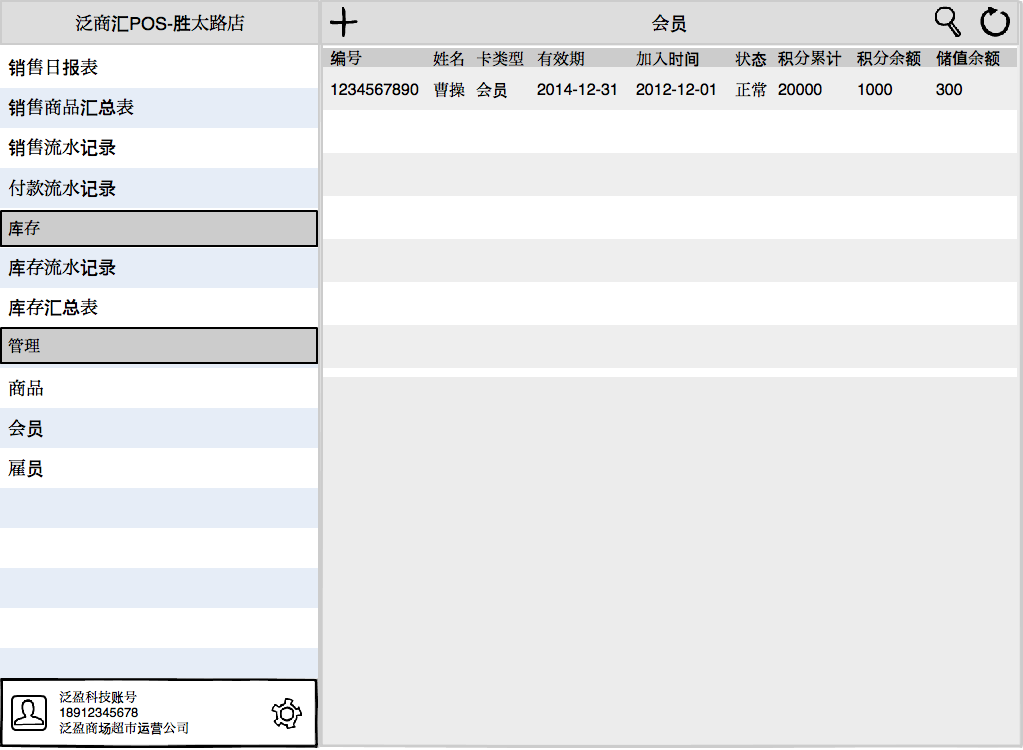 泛商汇POS-胜太路店
销售日报表
销售商品汇总表
销售流水记录
付款流水记录
库存
库存流水记录
库存汇总表
管理
商品
会员
雇员
泛盈科技账号
18912345678
泛盈商场超市运营公司
会员
编号 姓名 卡类型 有效期 加入时间 状态 积分累计 积分余额 储值余额
1234567890 曹操 会员 2014-12-31 2012-12-01 正常 20000 1000 300